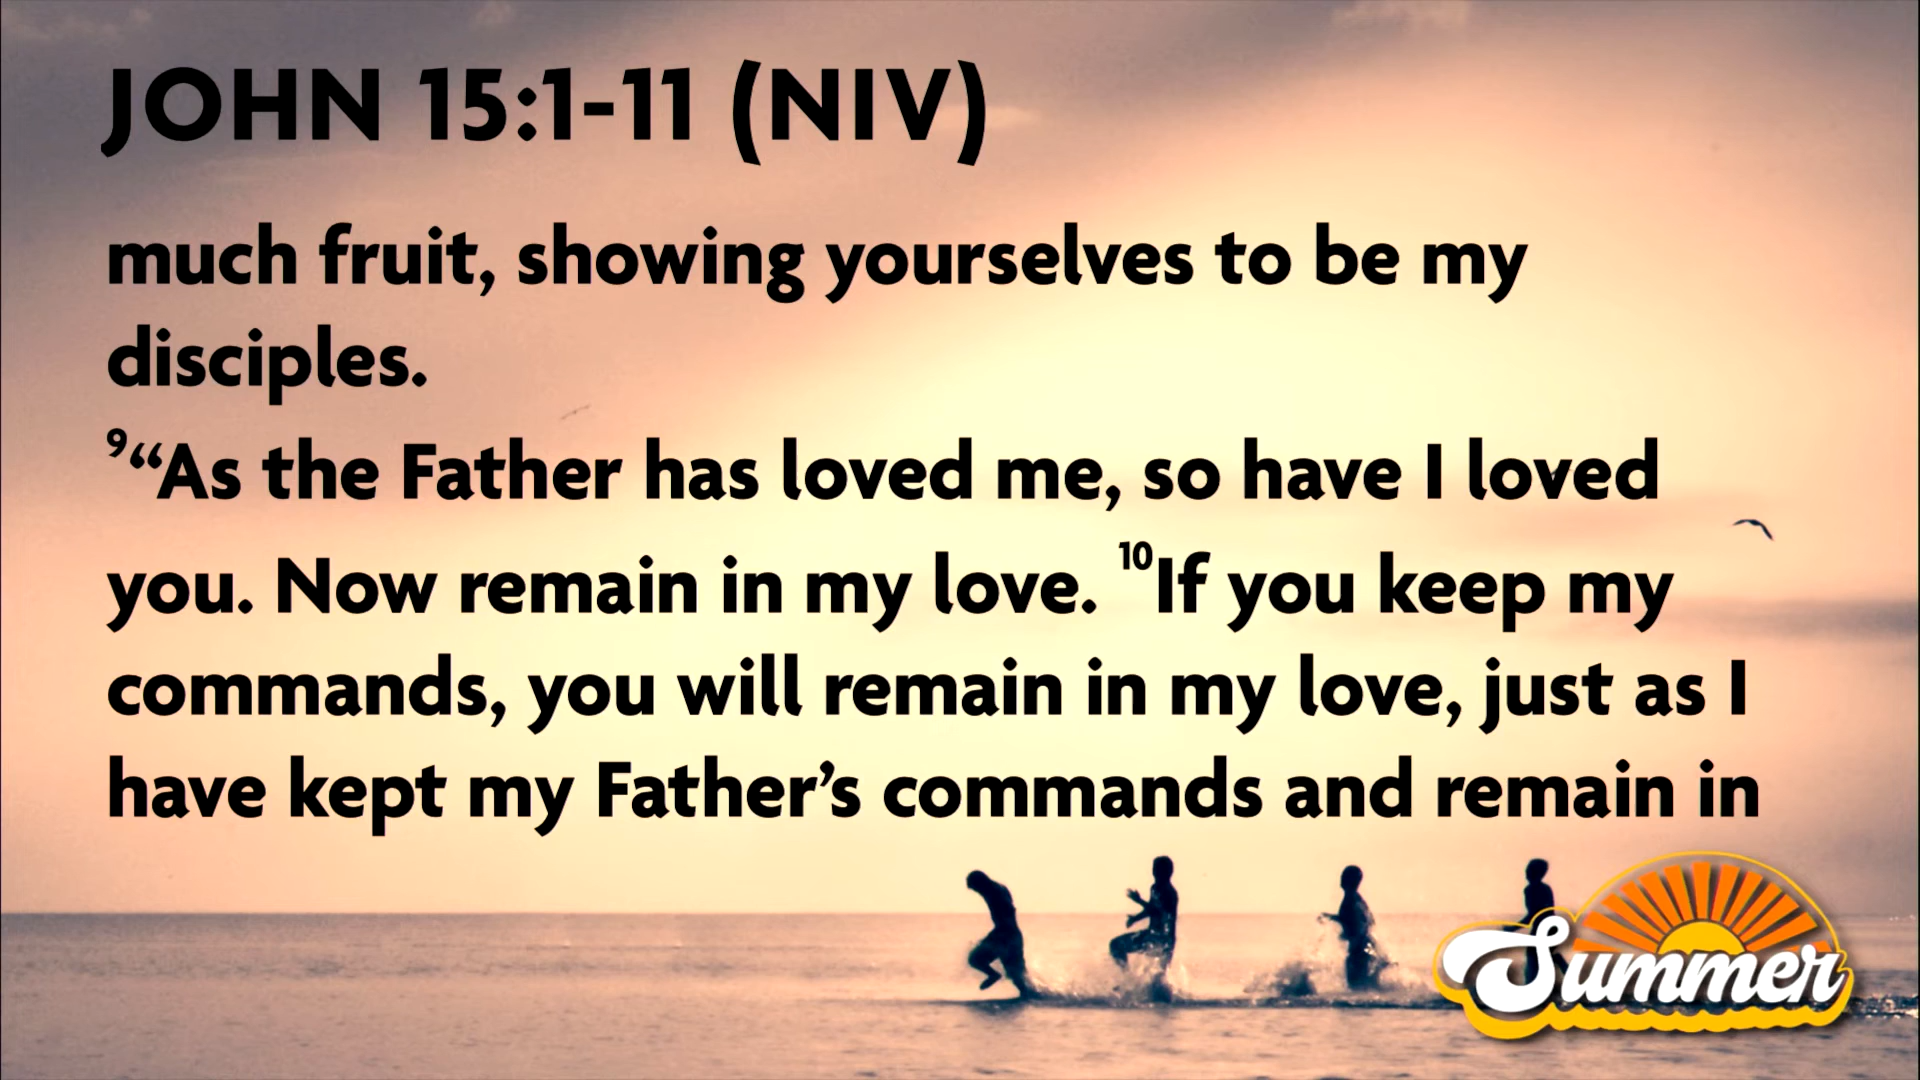 JOHN 15:1-11 (NIV)
much fruit, showing yourselves to be my
disciples.
⁹“As the Father has loved me, so have I loved
you. Now remain in my love. ¹⁰If you keep my
commands, you will remain in my love, just as I
have kept my Father’s commands and remain in
Summer